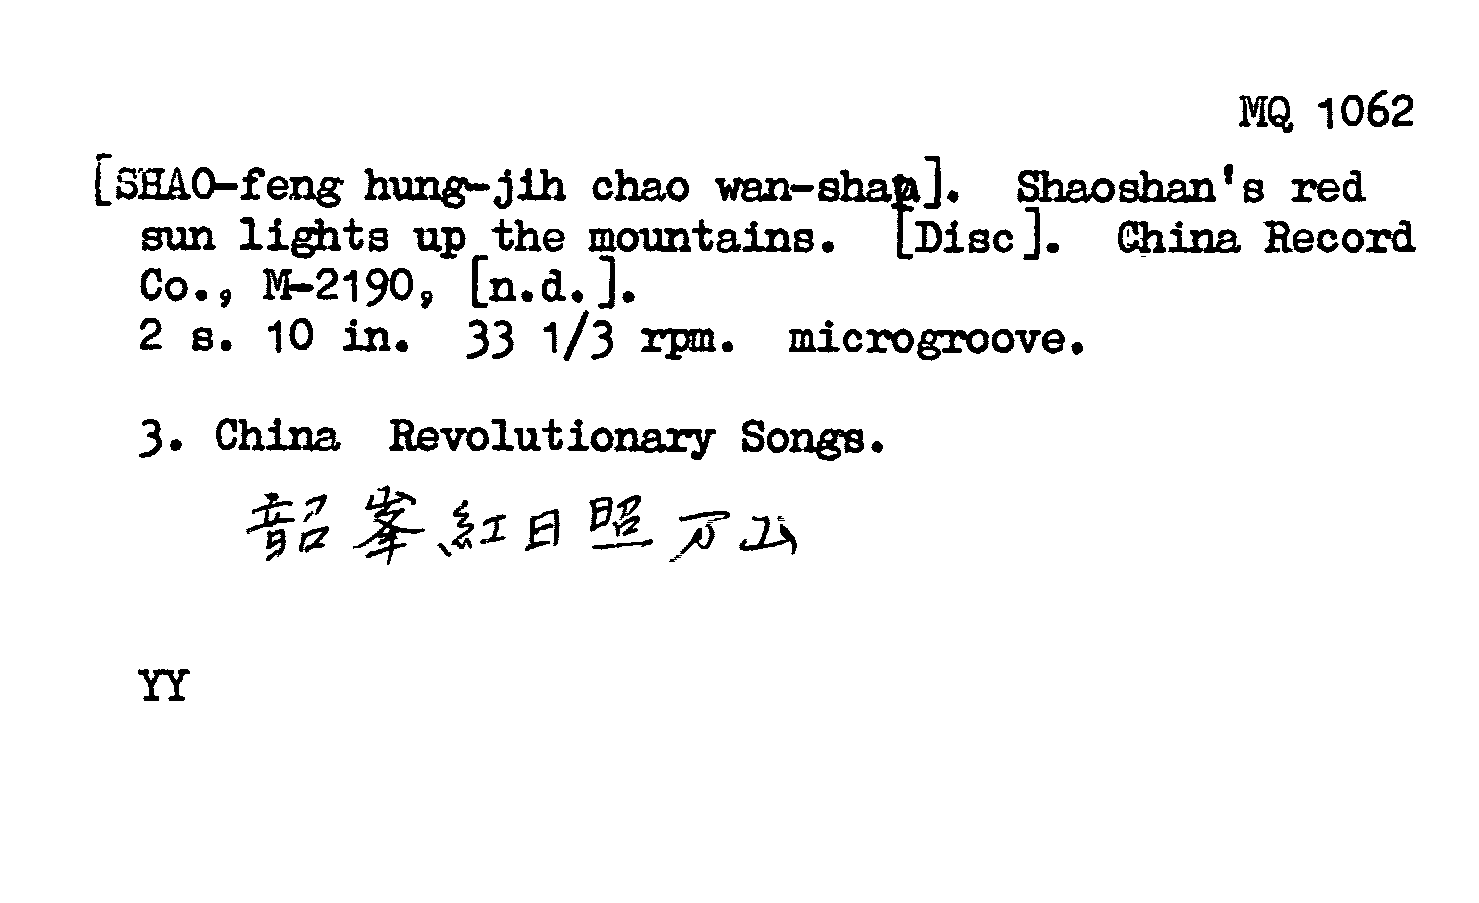 MQ 1062
[SHAO-feng hung-jih chao wan-shan]. Shaoshan's red
sun lights up the mountains. [Disc]. China Record
Co., M-2190, [n.d.].
2 s. 10 in. 33 1/3 rpm. microgroove.
3. China Revolutionary Songs.
韶峯紅日照万山
YY